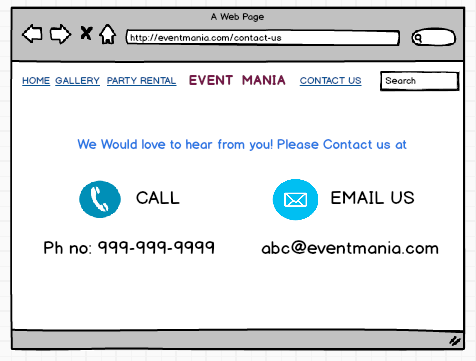 A Web Page
http://eventmania.com/contact-us
HOME GALLERY PARTY RENTAL EVENT MANIA CONTACT US Search
We Would love to hear from you! Please Contact us at
CALL EMAIL US
Ph no: 999-999-9999 abc@eventmania.com